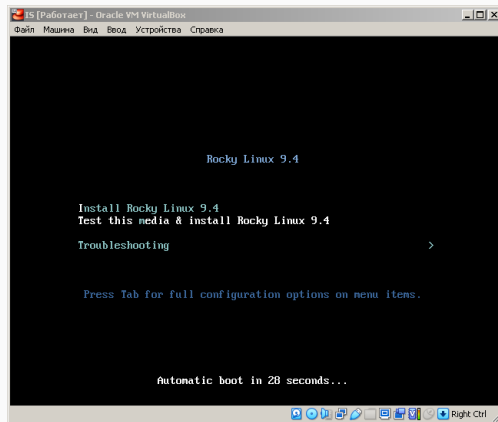 IS [Работает] - Oracle VM VirtualBox
Файл Машина Вид Ввод Устройства Справка
Rocky Linux 9.4
Install Rocky Linux 9.4
Test this media & install Rocky Linux 9.4
Troubleshooting >
Press Tab for full configuration options on menu items.
Automatic boot in 28 seconds...
Right Ctrl